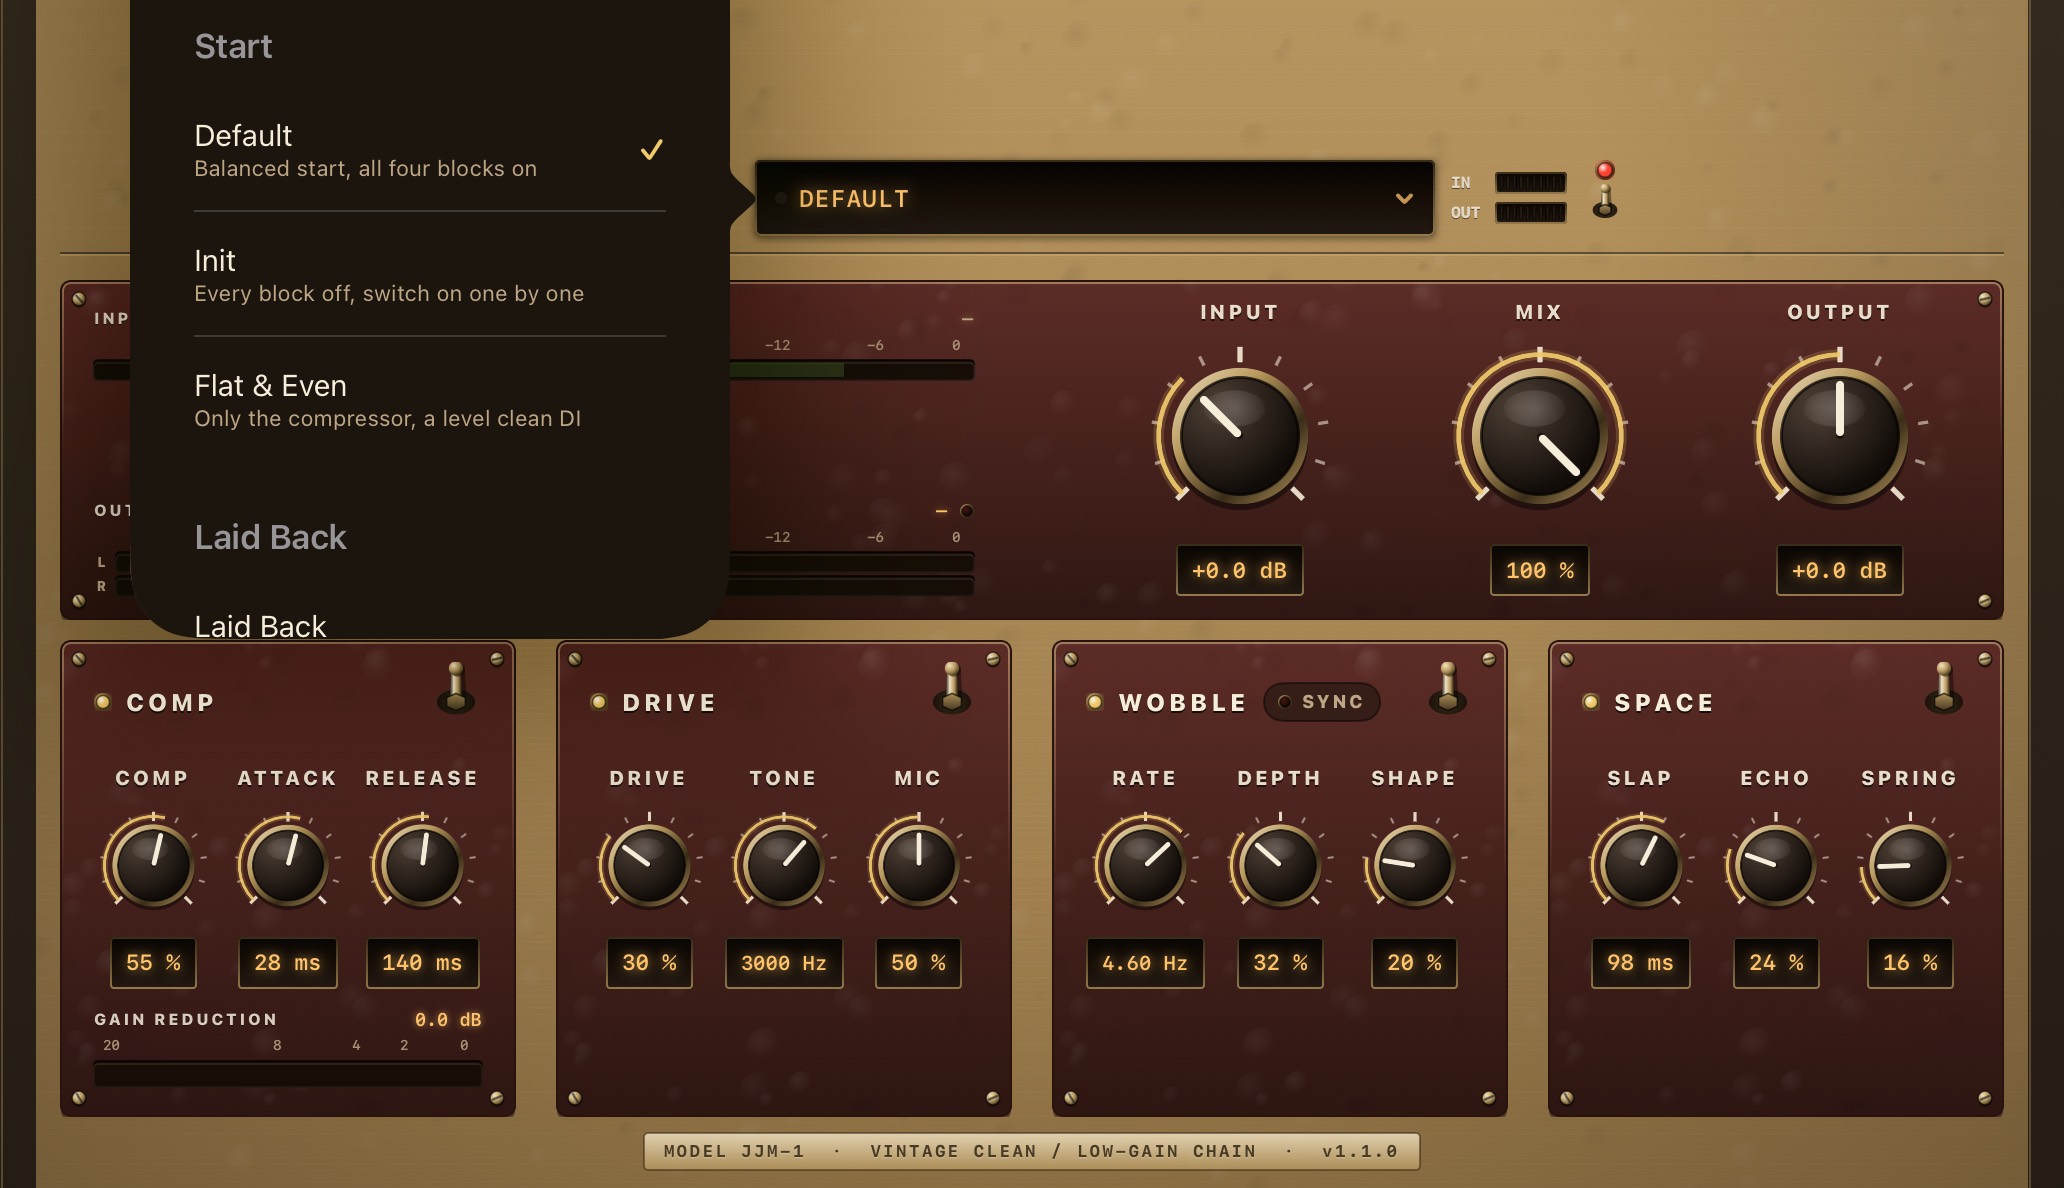 Start
Default
Balanced start, all four blocks on
Init
Every block off, switch on one by one
Flat & Even
Only the compressor, a level clean DI
Laid Back
Laid Back
DEFAULT
IN
OUT
INP
–
-12 -6 0
OUT
–
-12 -6 0
L
R
INPUT MIX OUTPUT
+0.0 dB 100 % +0.0 dB
COMP
COMP ATTACK RELEASE
55 % 28 ms 140 ms
GAIN REDUCTION 0.0 dB
20 8 4 2 0
DRIVE
DRIVE TONE MIC
30 % 3000 Hz 50 %
WOBBLE SYNC
RATE DEPTH SHAPE
4.60 Hz 32 % 20 %
SPACE
SLAP ECHO SPRING
98 ms 24 % 16 %
MODEL JJM-1 · VINTAGE CLEAN / LOW-GAIN CHAIN · v1.1.0